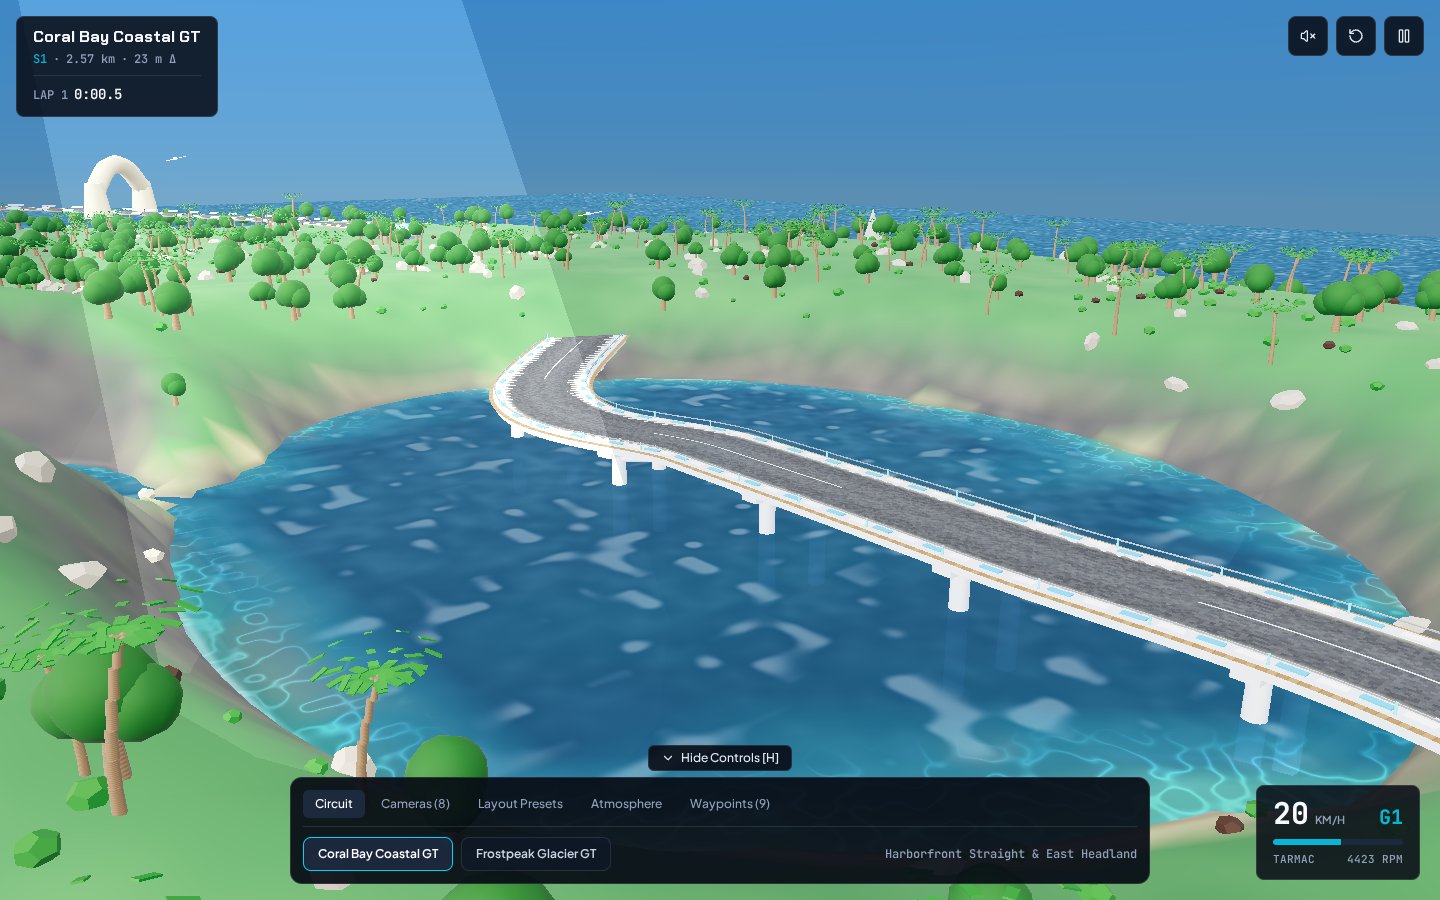 Coral Bay Coastal GT
S1 · 2.57 km · 23 m Δ
LAP 1 0:00.5
Hide Controls [H]
Circuit Cameras (8) Layout Presets Atmosphere Waypoints (9)
Coral Bay Coastal GT Frostpeak Glacier GT Harborfront Straight & East Headland
20 KM/H G1
TARMAC 4423 RPM